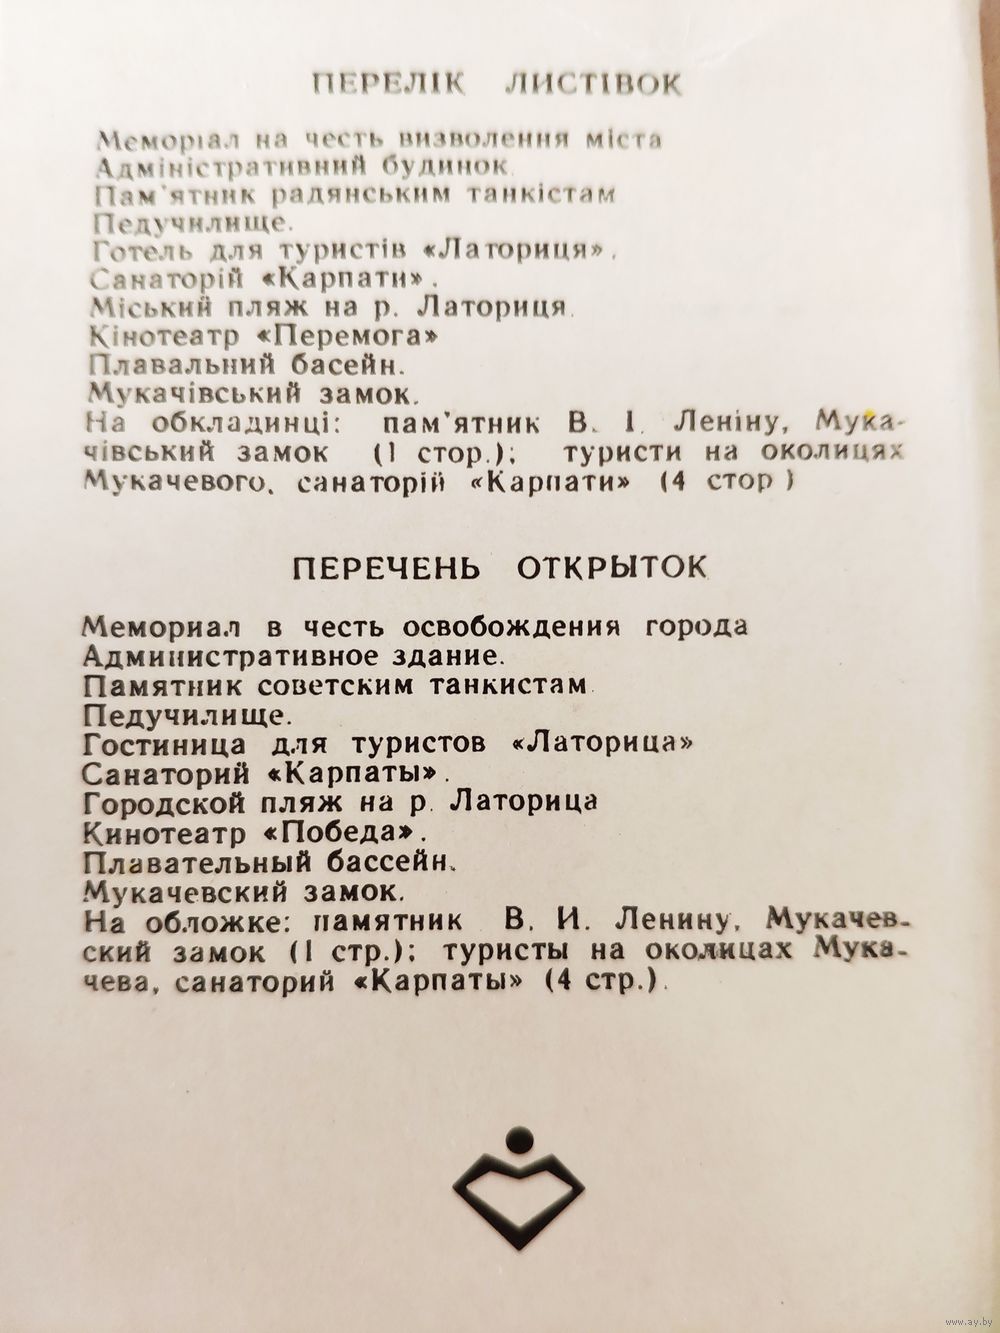 ПЕРЕЛІК ЛИСТІВОК
Меморіал на честь визволення міста
Адміністративний будинок.
Пам'ятник радянським танкістам
Педучилище.
Готель для туристів «Латориця».
Санаторій «Карпати».
Міський пляж на р. Латориця.
Кінотеатр «Перемога»
Плавальний басейн.
Мукачівський замок.
На обкладинці: пам'ятник В. І. Леніну, Мука-
чівський замок (1 стор.); туристи на околицях
Мукачевого, санаторій «Карпати» (4 стор)
ПЕРЕЧЕНЬ ОТКРЫТОК
Мемориал в честь освобождения города
Административное здание.
Памятник советским танкистам
Педучилище.
Гостиница для туристов «Латорица»
Санаторий «Карпаты».
Городской пляж на р. Латорица
Кинотеатр «Победа».
Плавательный бассейн.
Мукачевский замок.
На обложке: памятник В. И. Ленину, Мукачев-
ский замок (1 стр.); туристы на околицах Мука-
чева, санаторий «Карпаты» (4 стр.).
www.ay.by